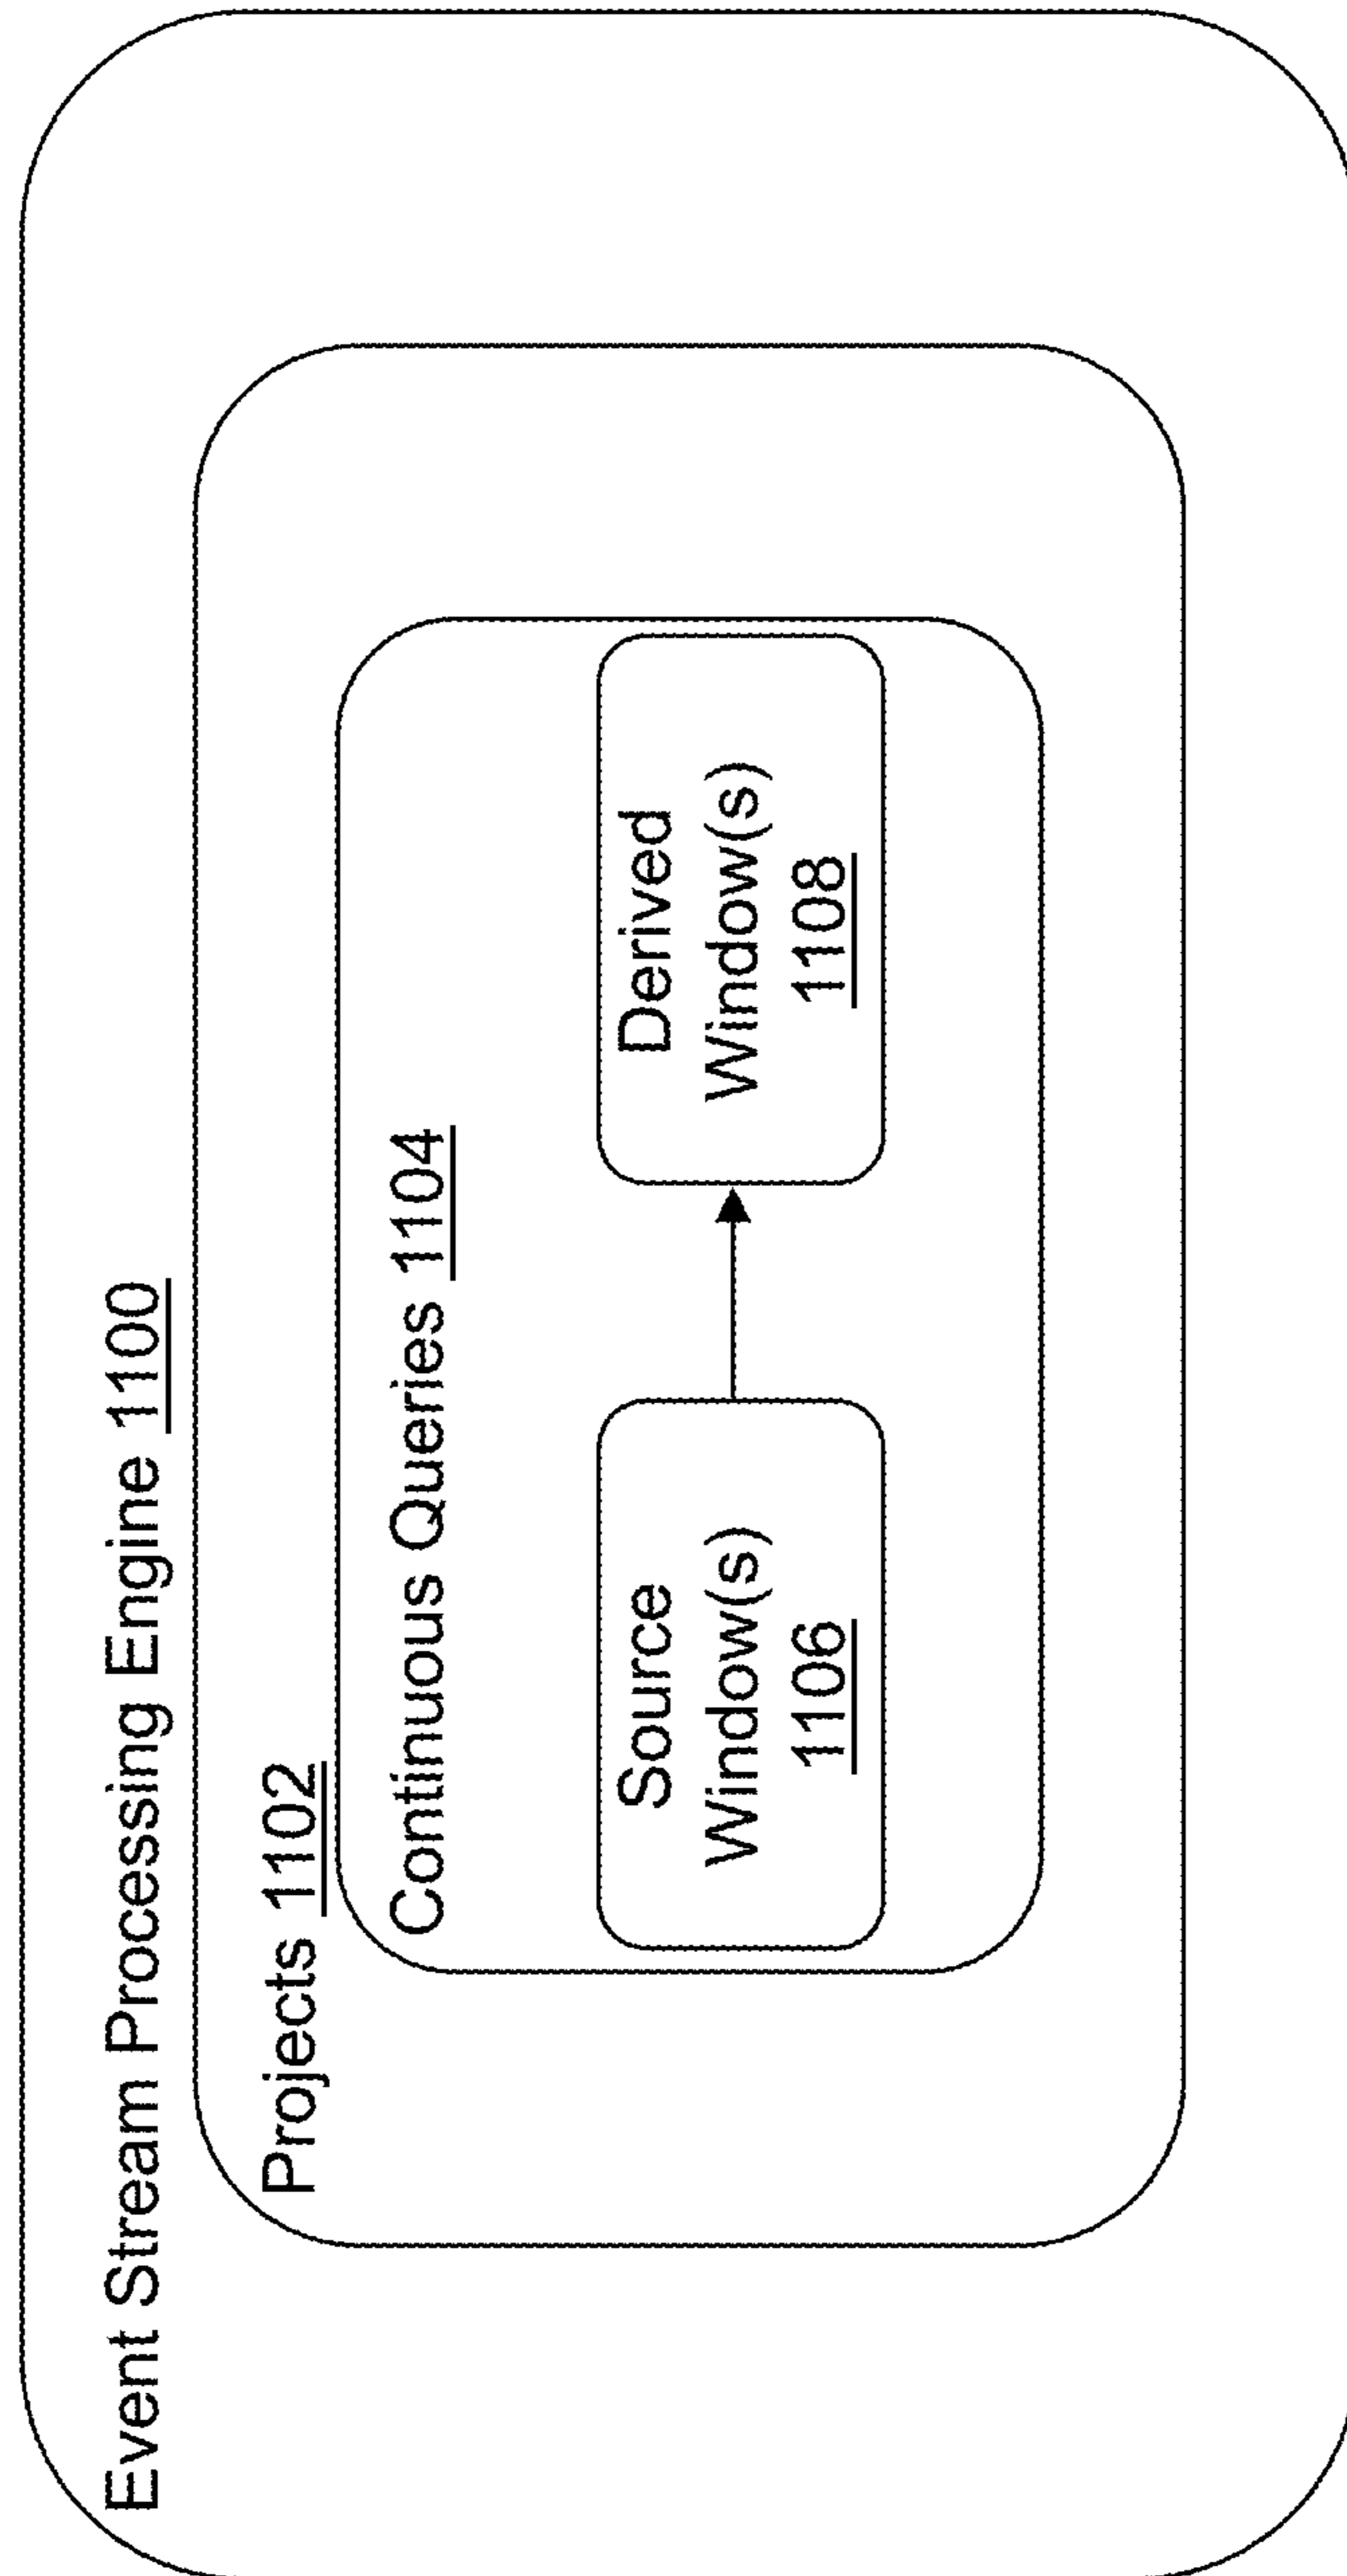 Event Stream Processing Engine 1100
Projects 1102
Continuous Queries 1104
Source
Window(s)
1106
Derived
Window(s)
1108